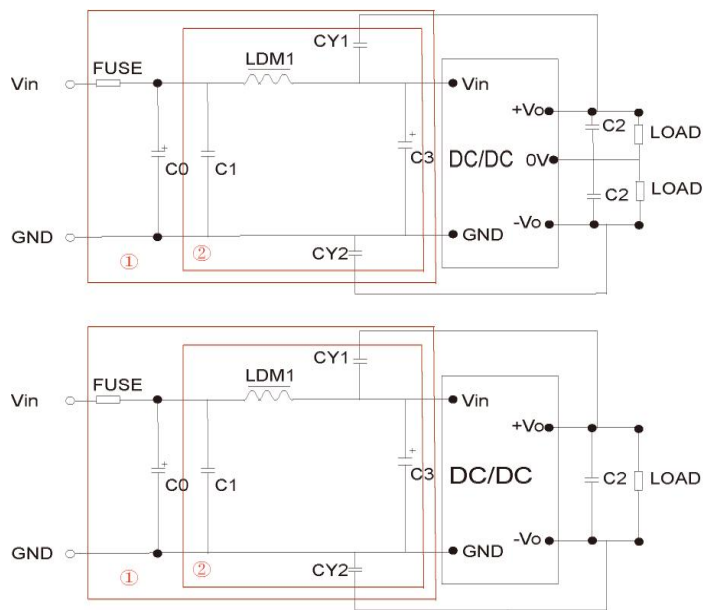 CY1
FUSE
LDM1
Vin
Vin
+Vo
C2
LOAD
+
C0
C1
+
C3
DC/DC
0V
C2
LOAD
GND
GND
-Vo
①
②
CY2
CY1
FUSE
LDM1
Vin
Vin
+Vo
+
C0
C1
+
C3
DC/DC
C2
LOAD
GND
GND
-Vo
①
②
CY2